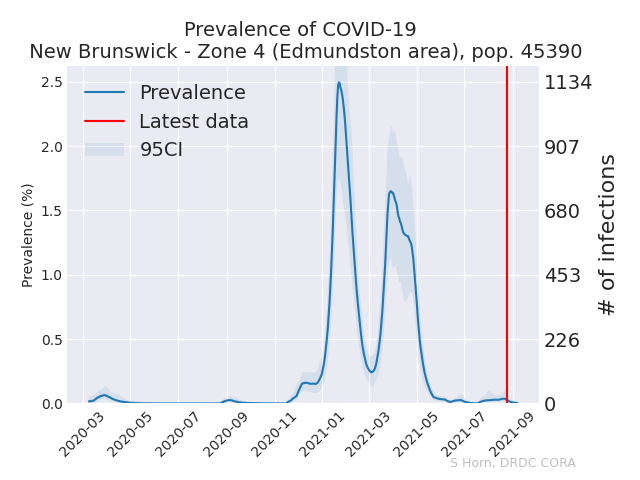 Prevalence of COVID-19
New Brunswick - Zone 4 (Edmundston area), pop. 45390
Prevalence
Latest data
95CI
Prevalence (%)
2.5
2.0
1.5
1.0
0.5
0.0
1134
907
680
453
226
0
# of infections
2020-03
2020-05
2020-07
2020-09
2020-11
2021-01
2021-03
2021-05
2021-07
2021-09
S Horn, DRDC CORA